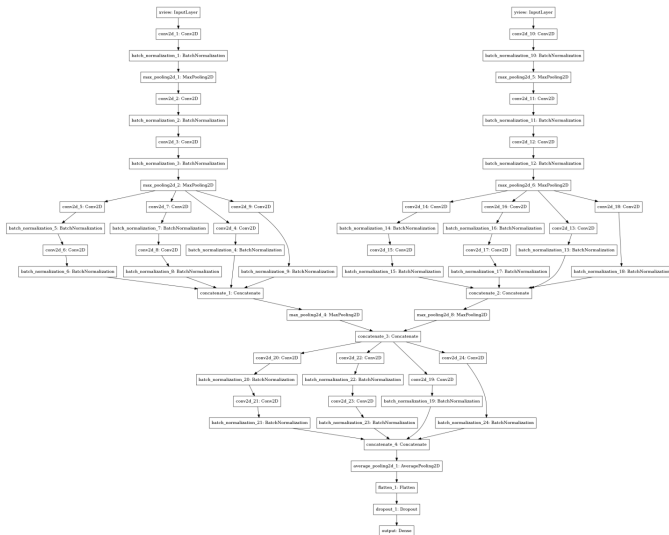 xview: InputLayer
yview: InputLayer
conv2d_1: Conv2D
conv2d_10: Conv2D
batch_normalization_1: BatchNormalization
batch_normalization_10: BatchNormalization
max_pooling2d_1: MaxPooling2D
max_pooling2d_5: MaxPooling2D
conv2d_2: Conv2D
conv2d_11: Conv2D
batch_normalization_2: BatchNormalization
batch_normalization_11: BatchNormalization
conv2d_3: Conv2D
conv2d_12: Conv2D
batch_normalization_3: BatchNormalization
batch_normalization_12: BatchNormalization
max_pooling2d_2: MaxPooling2D
max_pooling2d_6: MaxPooling2D
conv2d_5: Conv2D
conv2d_7: Conv2D
conv2d_9: Conv2D
conv2d_14: Conv2D
conv2d_16: Conv2D
conv2d_18: Conv2D
batch_normalization_5: BatchNormalization
batch_normalization_7: BatchNormalization
conv2d_4: Conv2D
batch_normalization_14: BatchNormalization
batch_normalization_16: BatchNormalization
conv2d_13: Conv2D
conv2d_6: Conv2D
conv2d_8: Conv2D
batch_normalization_4: BatchNormalization
conv2d_15: Conv2D
conv2d_17: Conv2D
batch_normalization_13: BatchNormalization
batch_normalization_6: BatchNormalization
batch_normalization_8: BatchNormalization
batch_normalization_9: BatchNormalization
batch_normalization_15: BatchNormalization
batch_normalization_17: BatchNormalization
batch_normalization_18: BatchNormalization
concatenate_1: Concatenate
concatenate_2: Concatenate
max_pooling2d_4: MaxPooling2D
max_pooling2d_8: MaxPooling2D
concatenate_3: Concatenate
conv2d_20: Conv2D
conv2d_22: Conv2D
conv2d_24: Conv2D
batch_normalization_20: BatchNormalization
batch_normalization_22: BatchNormalization
conv2d_19: Conv2D
conv2d_21: Conv2D
conv2d_23: Conv2D
batch_normalization_19: BatchNormalization
batch_normalization_21: BatchNormalization
batch_normalization_23: BatchNormalization
batch_normalization_24: BatchNormalization
concatenate_4: Concatenate
average_pooling2d_1: AveragePooling2D
flatten_1: Flatten
dropout_1: Dropout
output: Dense